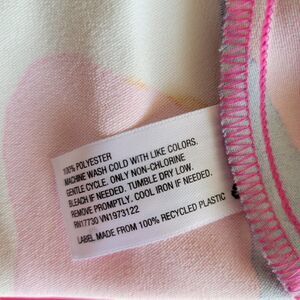 100% POLYESTER
MACHINE WASH COLD WITH LIKE COLORS.
GENTLE CYCLE. ONLY NON-CHLORINE
BLEACH IF NEEDED. TUMBLE DRY LOW.
REMOVE PROMPTLY. COOL IRON IF NEEDED.
RN17730 VN1973122
LABEL MADE FROM 100% RECYCLED PLASTIC